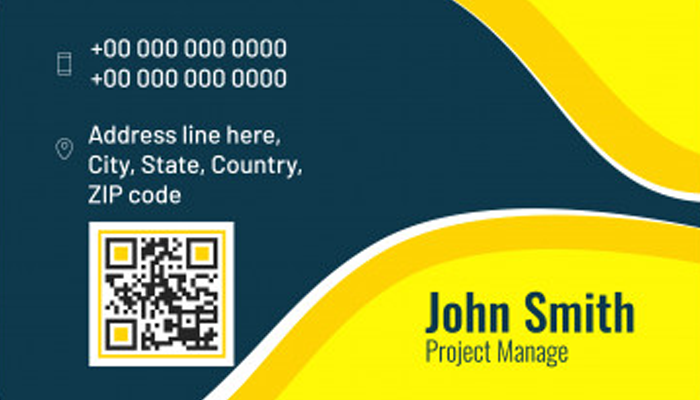 +00 000 000 0000
+00 000 000 0000
Address line here,
City, State, Country,
ZIP code
John Smith
Project Manage